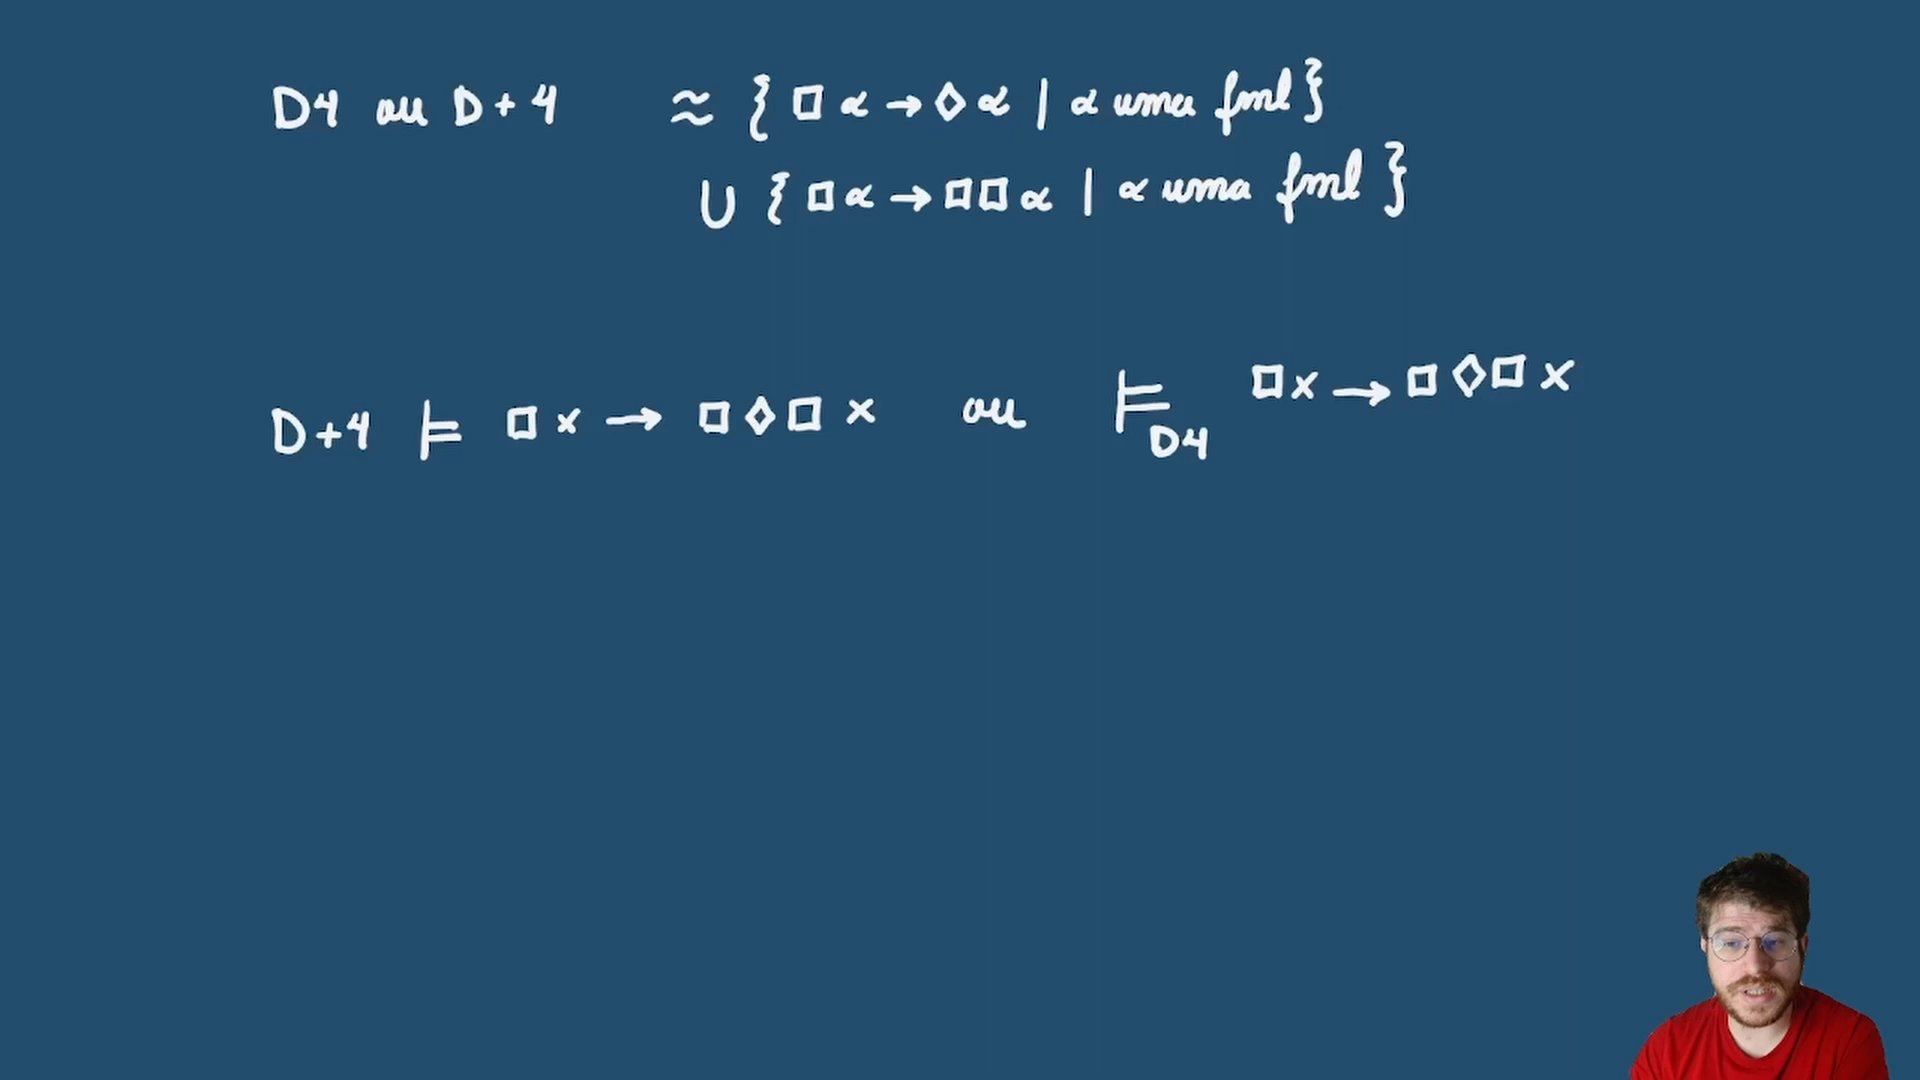 D4 ou D+4 ≈ {□α→◇α | α uma fml}
∪ {□α→□□α | α uma fml}
D+4 ⊨ □x → □◇□x ou ⊨D4 □x→□◇□x